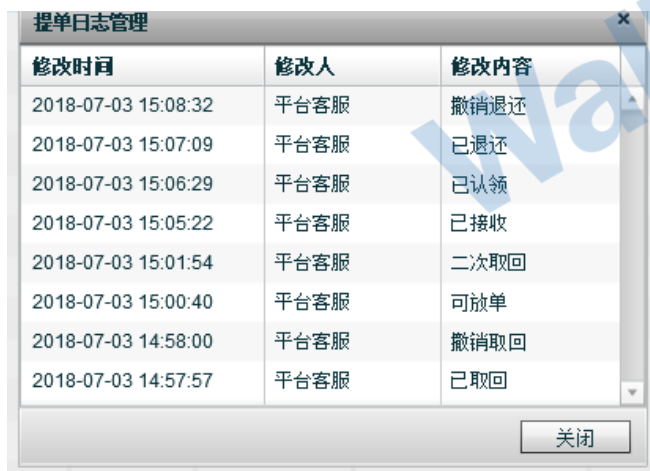 提单日志管理 ×
修改时间 修改人 修改内容
2018-07-03 15:08:32 平台客服 撤销退还
2018-07-03 15:07:09 平台客服 已退还
2018-07-03 15:06:29 平台客服 已认领
2018-07-03 15:05:22 平台客服 已接收
2018-07-03 15:01:54 平台客服 二次取回
2018-07-03 15:00:40 平台客服 可放单
2018-07-03 14:58:00 平台客服 撤销取回
2018-07-03 14:57:57 平台客服 已取回
关闭